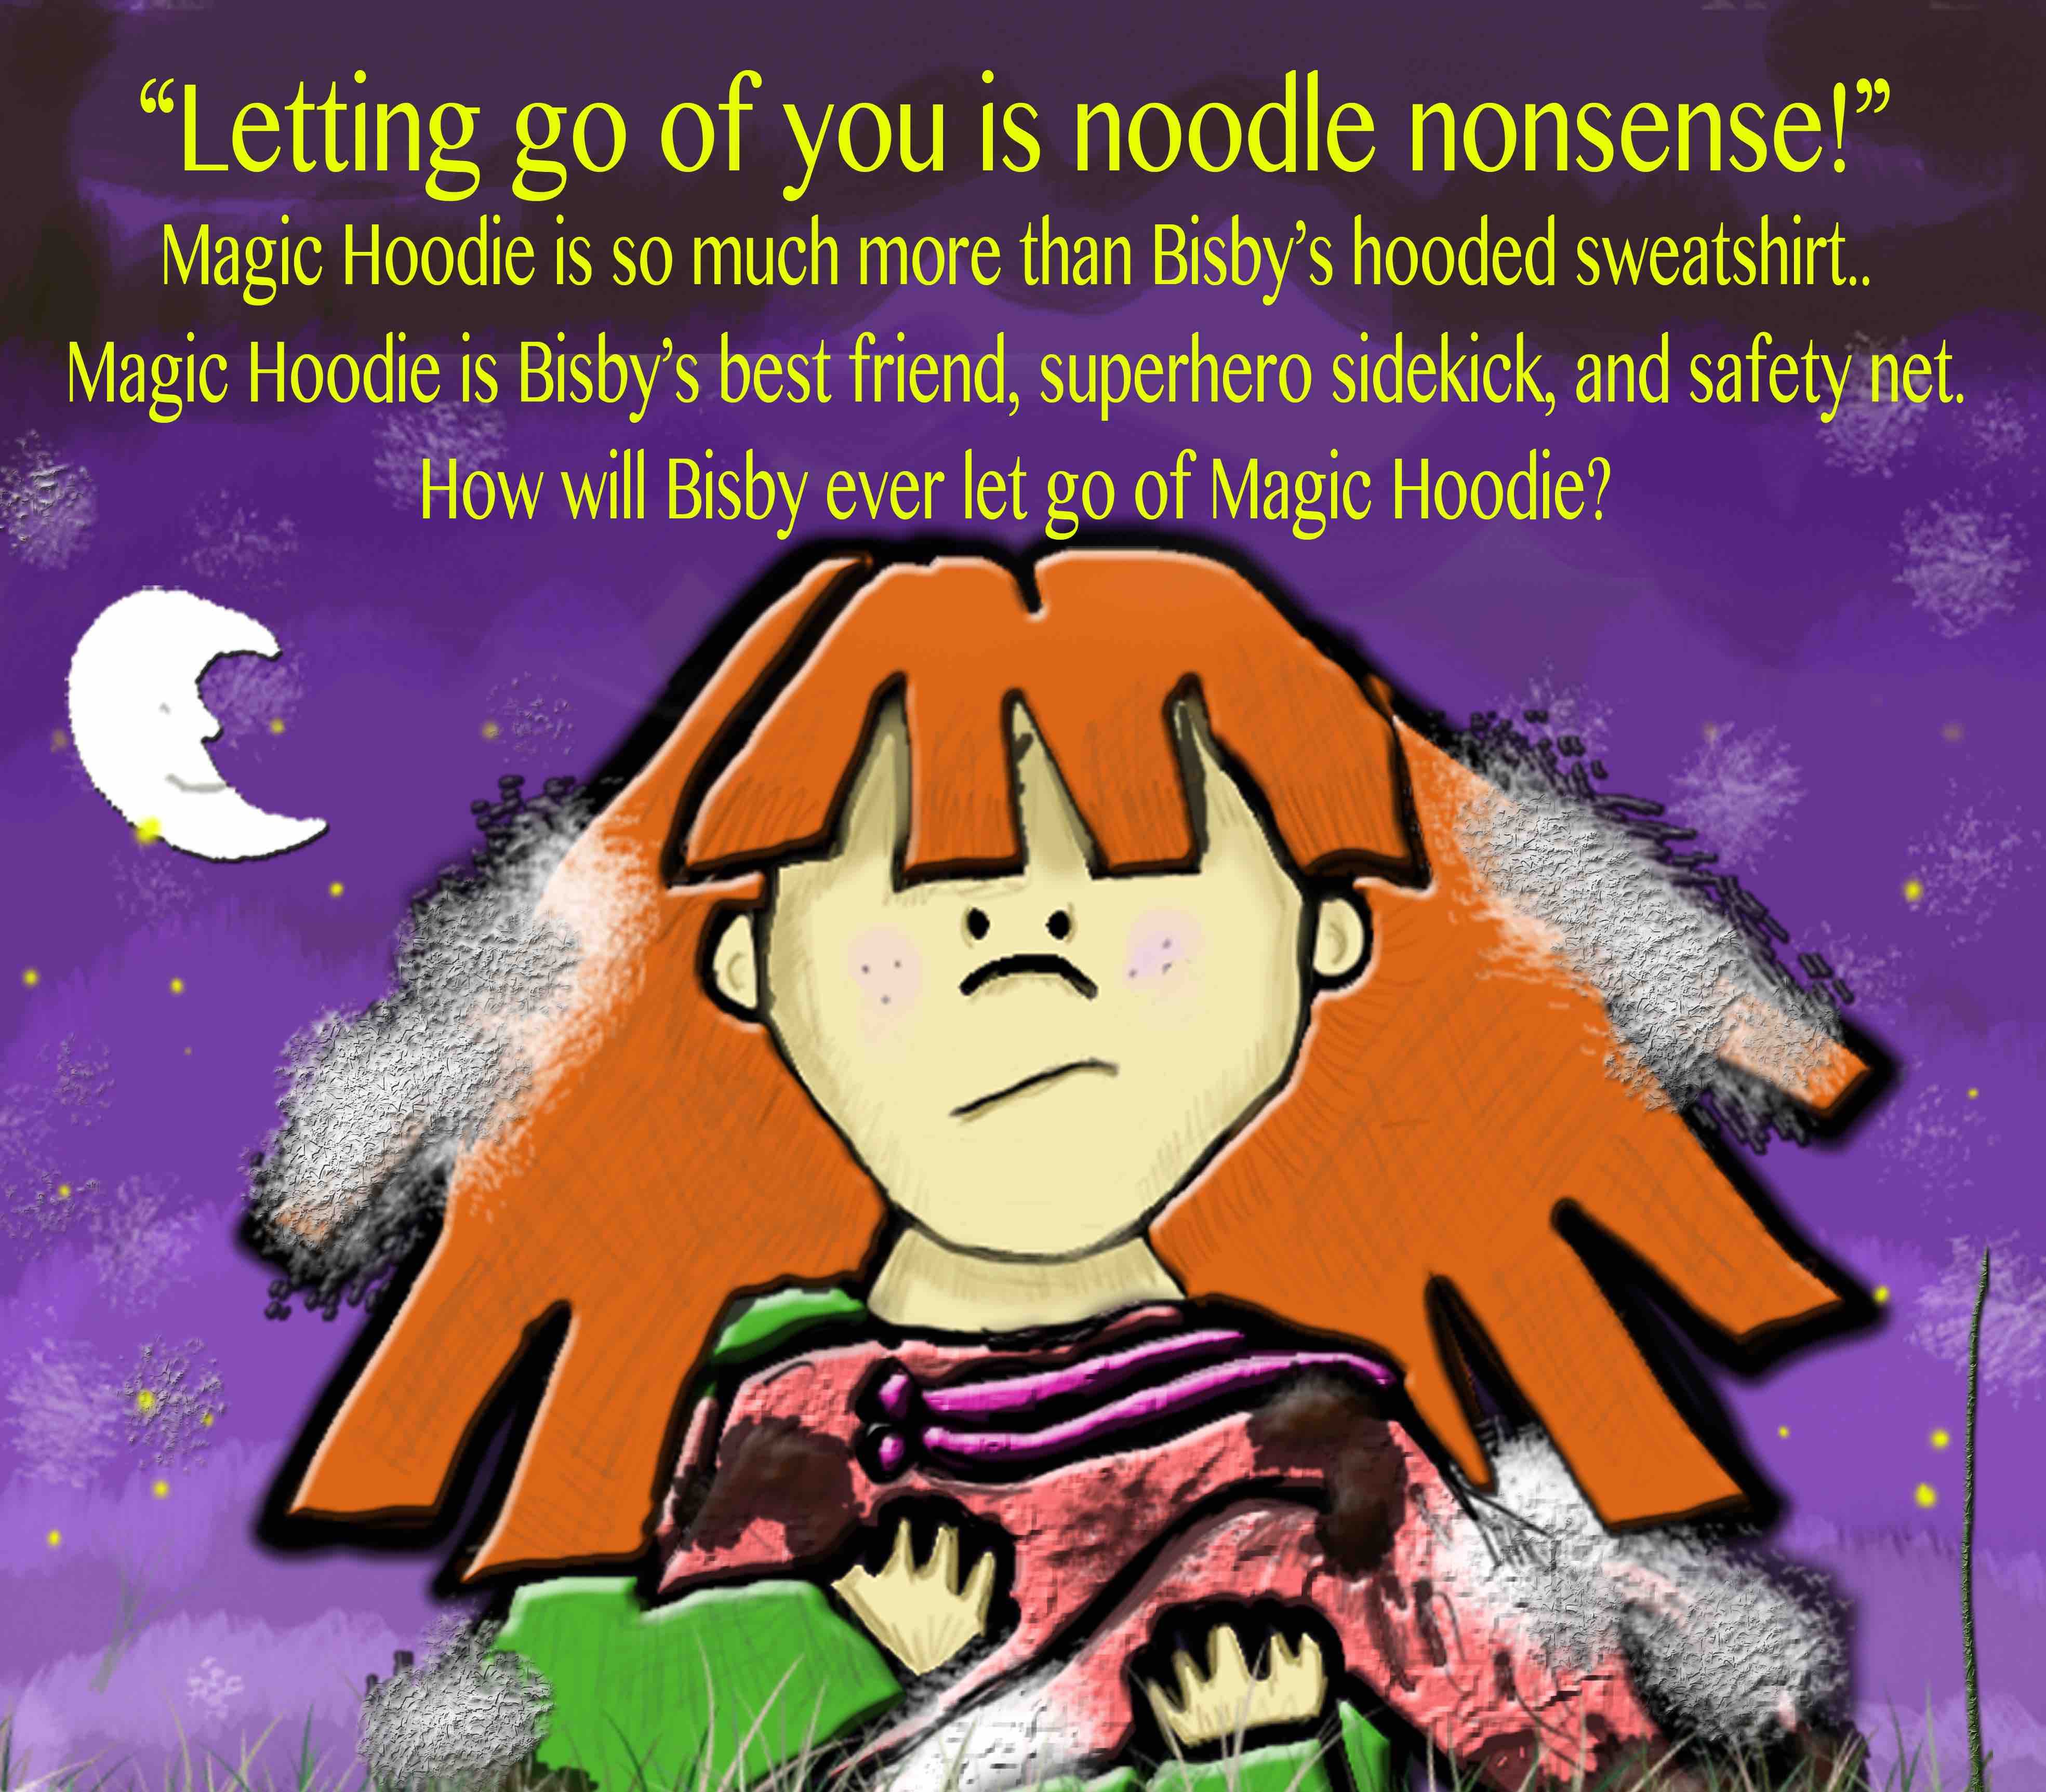 “Letting go of you is noodle nonsense!”
Magic Hoodie is so much more than Bisby’s hooded sweatshirt..
Magic Hoodie is Bisby’s best friend, superhero sidekick, and safety net.
How will Bisby ever let go of Magic Hoodie?